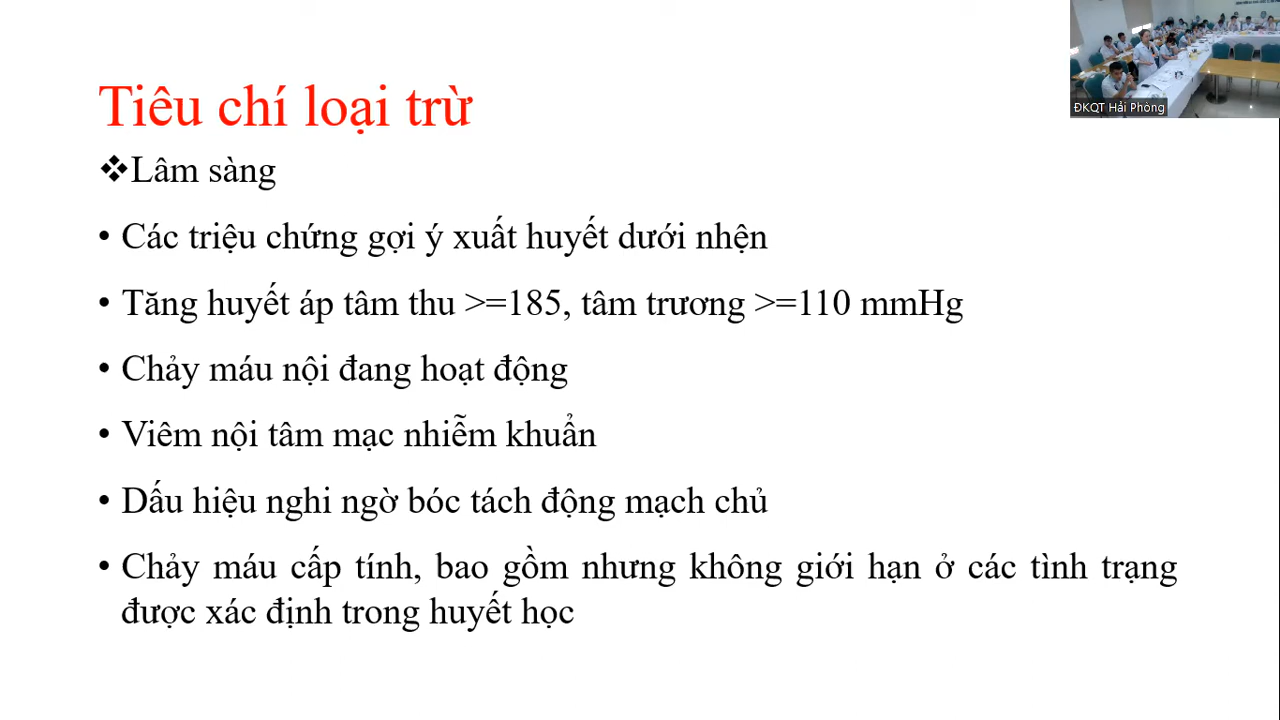 ĐKQT Hải Phòng
Tiêu chí loại trừ
❖Lâm sàng
• Các triệu chứng gợi ý xuất huyết dưới nhện
• Tăng huyết áp tâm thu >=185, tâm trương >=110 mmHg
• Chảy máu nội đang hoạt động
• Viêm nội tâm mạc nhiễm khuẩn
• Dấu hiệu nghi ngờ bóc tách động mạch chủ
• Chảy máu cấp tính, bao gồm nhưng không giới hạn ở các tình trạng
được xác định trong huyết học